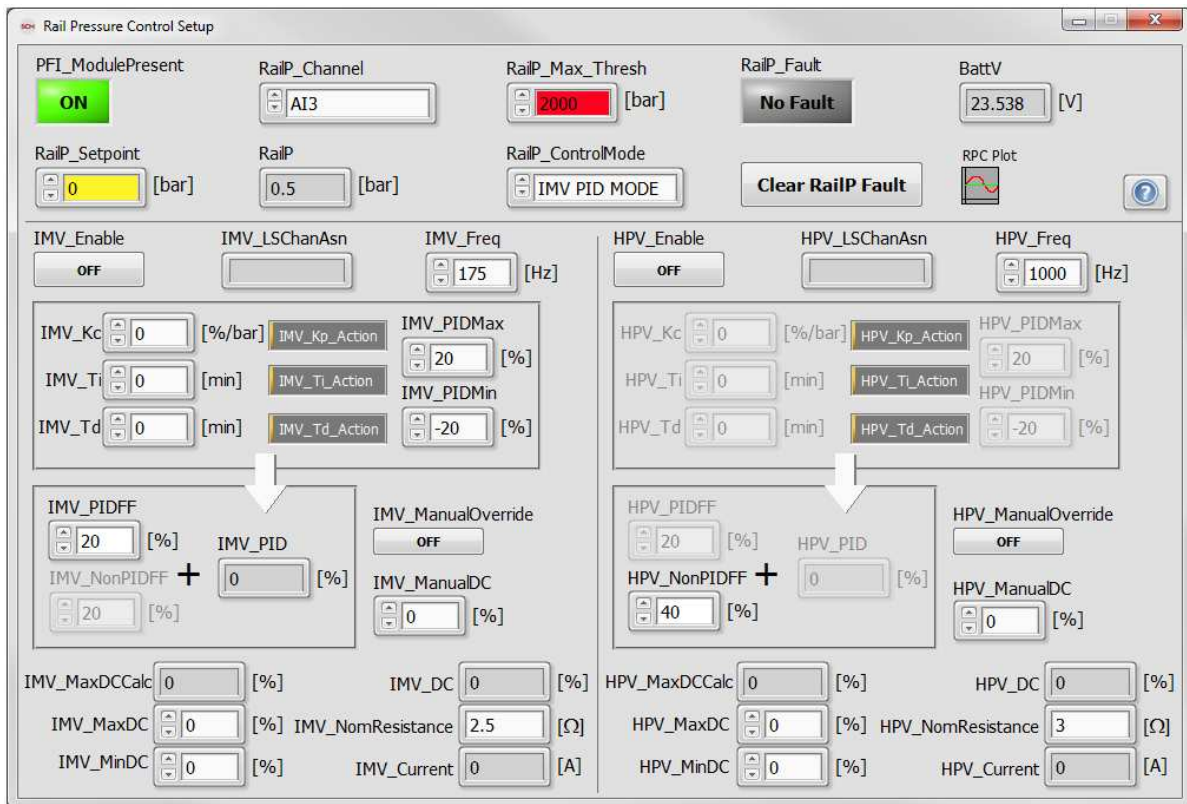 SCM Rail Pressure Control Setup
PFI_ModulePresent RailP_Channel RailP_Max_Thresh RailP_Fault BattV
ON AI3 2000 [bar] No Fault 23.538 [V]
RailP_Setpoint RailP RailP_ControlMode RPC Plot
0 [bar] 0.5 [bar] IMV PID MODE Clear RailP Fault ?
IMV_Enable IMV_LSChanAsn IMV_Freq HPV_Enable HPV_LSChanAsn HPV_Freq
OFF 175 [Hz] OFF 1000 [Hz]
IMV_Kc 0 [%/bar] IMV_Kp_Action IMV_PIDMax HPV_Kc 0 [%/bar] HPV_Kp_Action HPV_PIDMax
20 [%] 20 [%]
IMV_Ti 0 [min] IMV_Ti_Action IMV_PIDMin HPV_Ti 0 [min] HPV_Ti_Action HPV_PIDMin
IMV_Td 0 [min] IMV_Td_Action -20 [%] HPV_Td 0 [min] HPV_Td_Action -20 [%]
IMV_PIDFF IMV_ManualOverride HPV_PIDFF HPV_ManualOverride
20 [%] IMV_PID OFF 20 [%] HPV_PID OFF
IMV_NonPIDFF + 0 [%] IMV_ManualDC HPV_NonPIDFF + 0 [%] HPV_ManualDC
20 [%] 0 [%] 40 [%] 0 [%]
IMV_MaxDCCalc 0 [%] IMV_DC 0 [%] HPV_MaxDCCalc 0 [%] HPV_DC 0 [%]
IMV_MaxDC 0 [%] IMV_NomResistance 2.5 [Ω] HPV_MaxDC 0 [%] HPV_NomResistance 3 [Ω]
IMV_MinDC 0 [%] IMV_Current 0 [A] HPV_MinDC 0 [%] HPV_Current 0 [A]